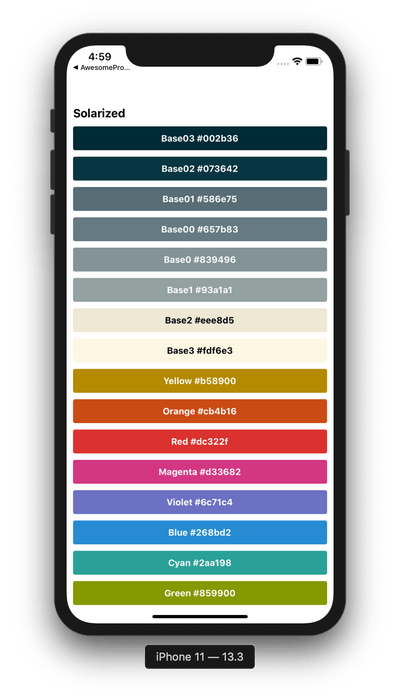 4:59
◀ AwesomePro...
Solarized
Base03 #002b36
Base02 #073642
Base01 #586e75
Base00 #657b83
Base0 #839496
Base1 #93a1a1
Base2 #eee8d5
Base3 #fdf6e3
Yellow #b58900
Orange #cb4b16
Red #dc322f
Magenta #d33682
Violet #6c71c4
Blue #268bd2
Cyan #2aa198
Green #859900
iPhone 11 — 13.3